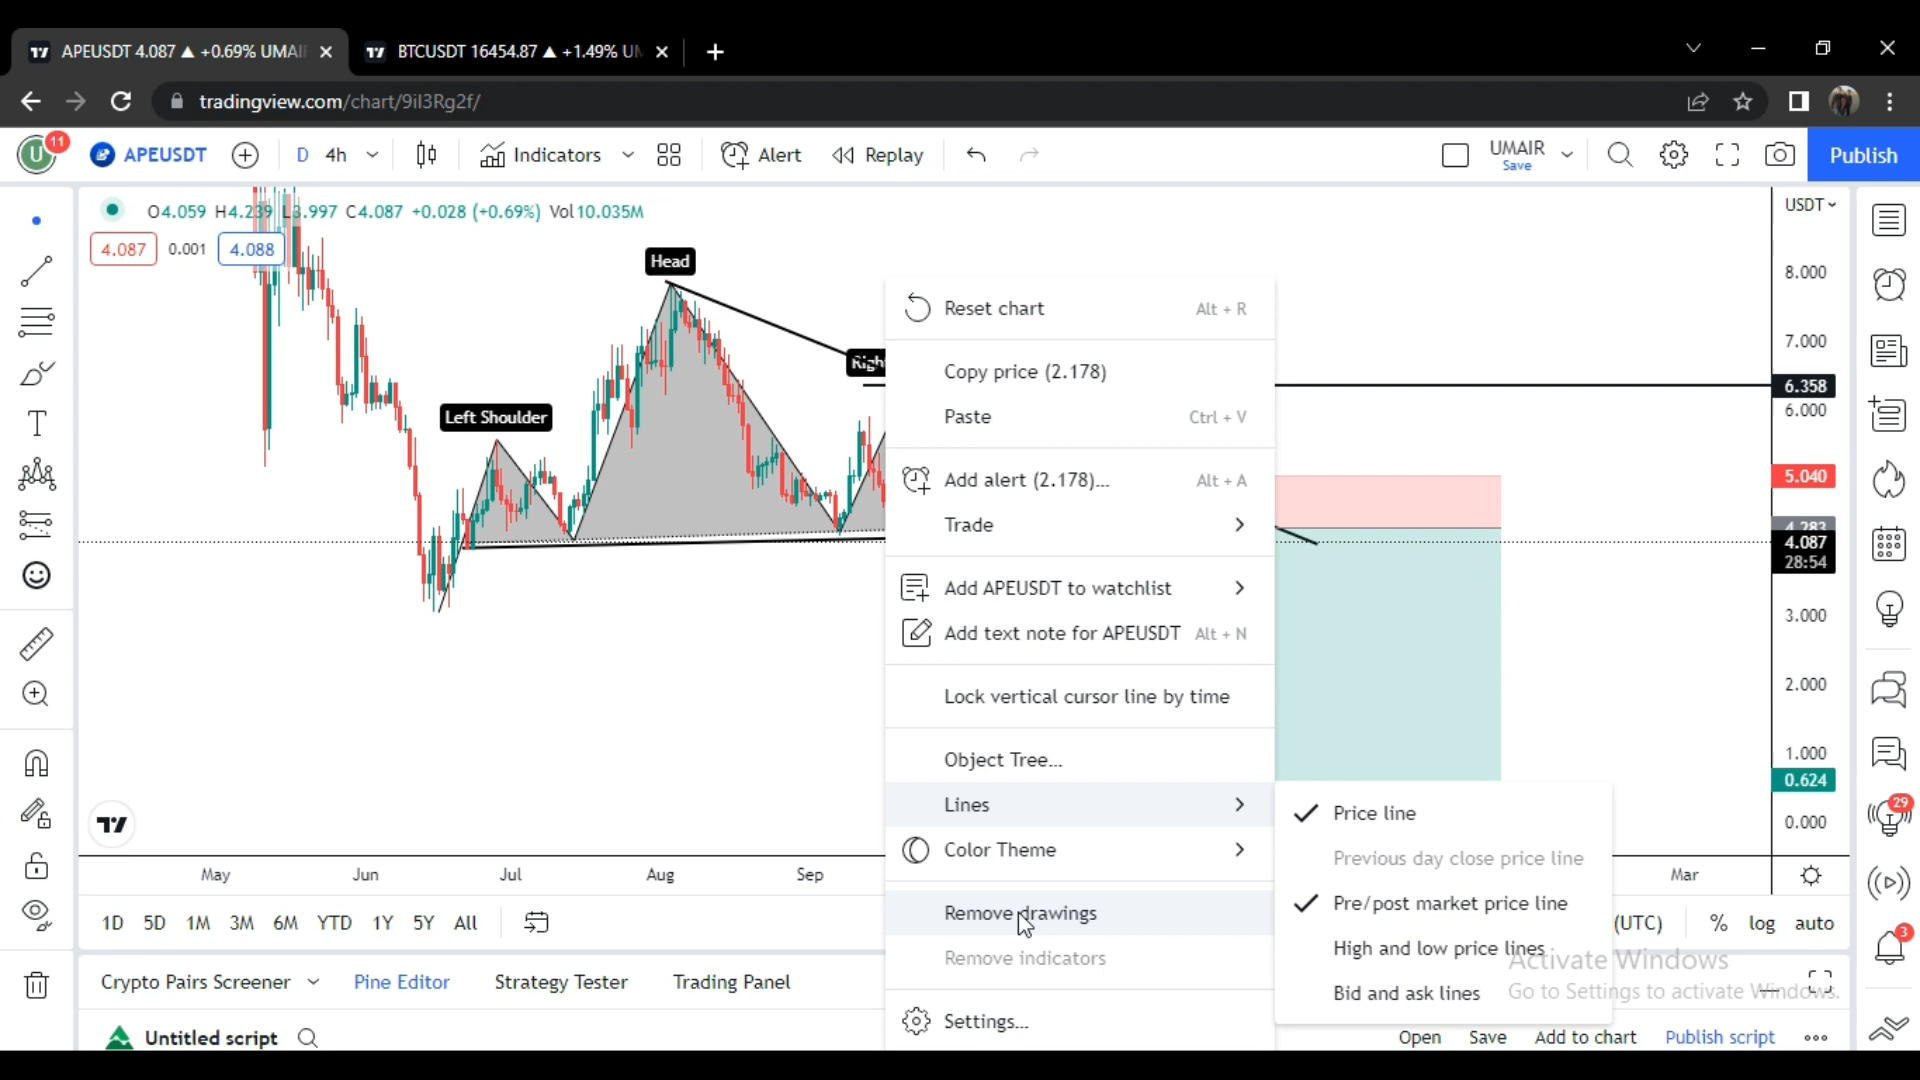 APEUSDT 4.087 ▲ +0.69% UMAI
BTCUSDT 16454.87 ▲ +1.49% UN
tradingview.com/chart/9il3Rg2f/
U 11 APEUSDT D 4h Indicators Alert Replay UMAIR Save Publish
O4.059 H4.239 L3.997 C4.087 +0.028 (+0.69%) Vol10.035M
4.087 0.001 4.088
USDT
Head
Left Shoulder
Righ
8.000
7.000
6.358
6.000
5.040
4.283
4.087
28:54
3.000
2.000
1.000
0.624
0.000
Reset chart Alt + R
Copy price (2.178)
Paste Ctrl + V
Add alert (2.178)... Alt + A
Trade
Add APEUSDT to watchlist
Add text note for APEUSDT Alt + N
Lock vertical cursor line by time
Object Tree...
Lines
Color Theme
Remove drawings
Remove indicators
Settings...
Price line
Previous day close price line
Pre/post market price line
High and low price lines
Bid and ask lines
May Jun Jul Aug Sep Mar
1D 5D 1M 3M 6M YTD 1Y 5Y All (UTC) % log auto
Activate Windows
Go to Settings to activate Windows.
Crypto Pairs Screener Pine Editor Strategy Tester Trading Panel
Untitled script Open Save Add to chart Publish script
29
3